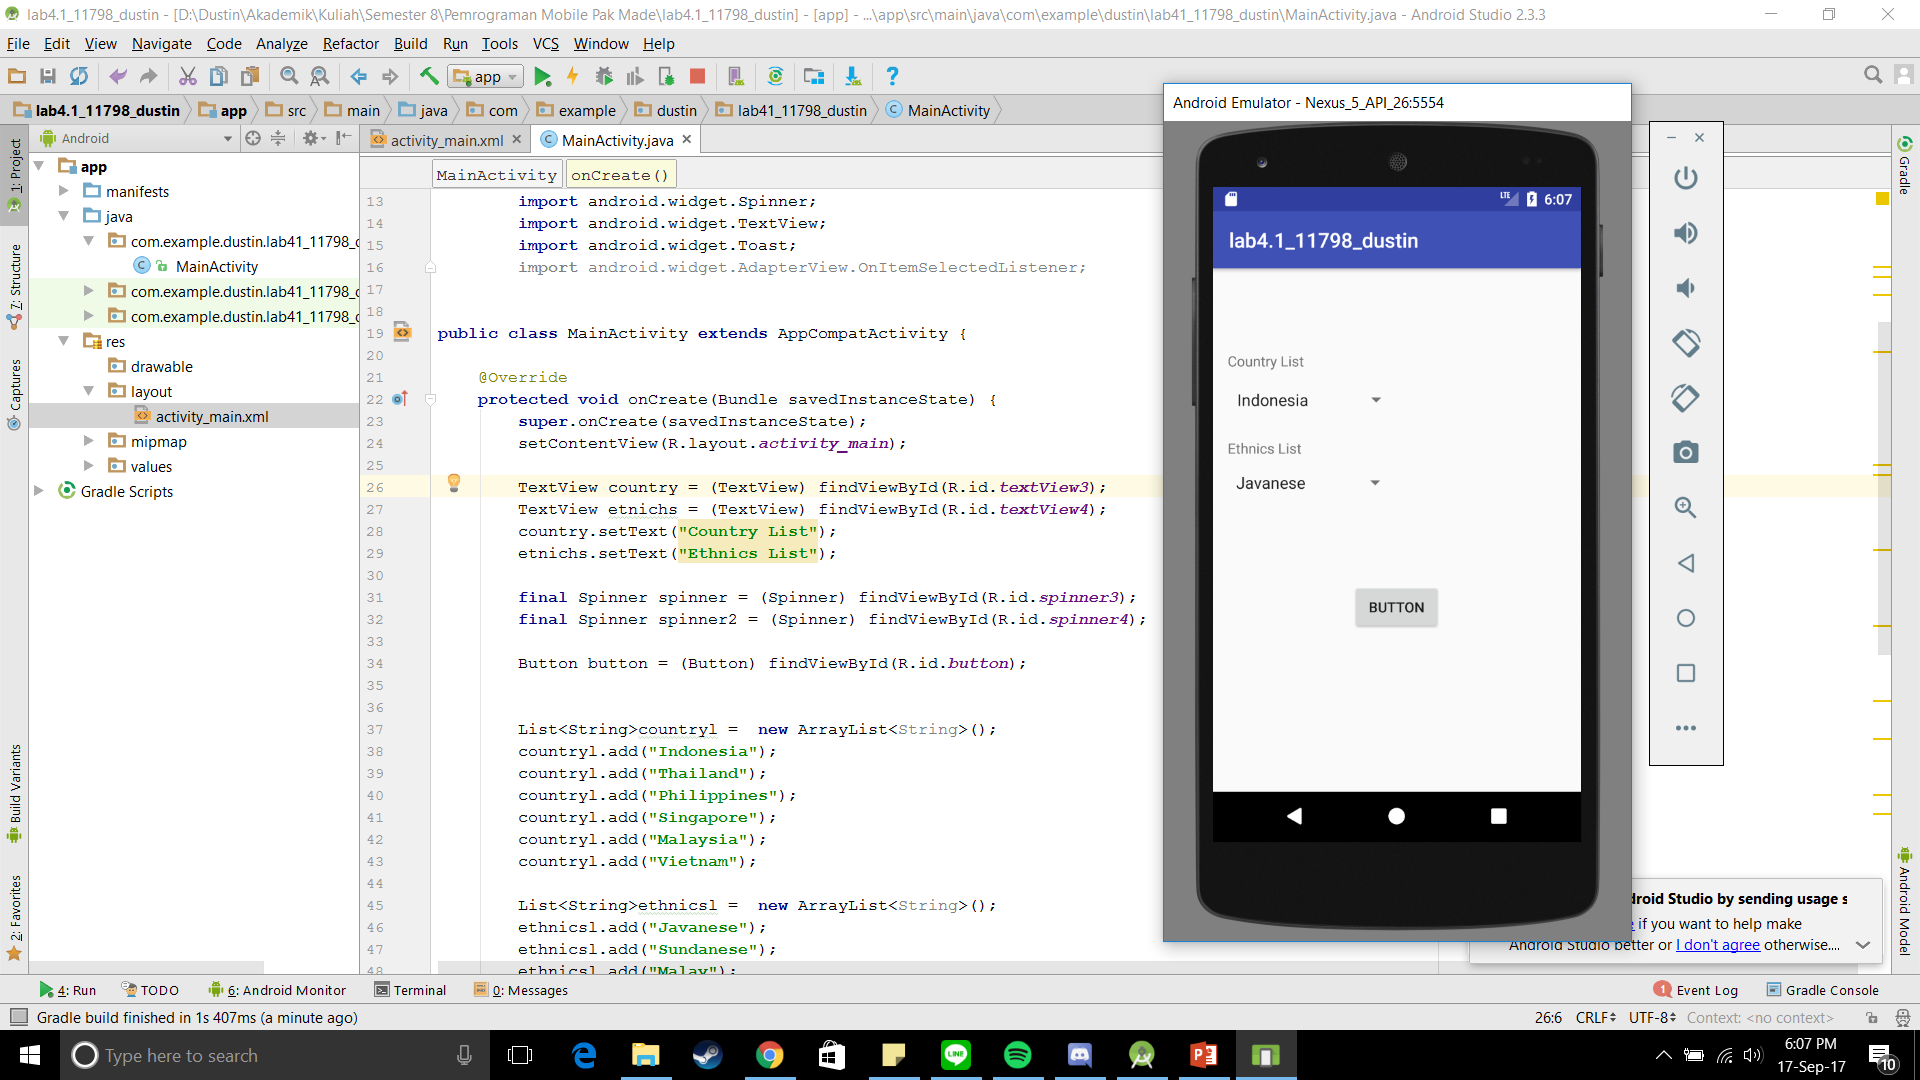 lab4.1_11798_dustin - [D:\Dustin\Akademik\Kuliah\Semester 8\Pemrograman Mobile Pak Made\lab4.1_11798_dustin] - [app] - ...\app\src\main\java\com\example\dustin\lab41_11798_dustin\MainActivity.java - Android Studio 2.3.3
File Edit View Navigate Code Analyze Refactor Build Run Tools VCS Window Help
app
lab4.1_11798_dustin app src main java com example dustin lab41_11798_dustin MainActivity
Android
activity_main.xml MainActivity.java
1: Project
7: Structure
Captures
Build Variants
2: Favorites
app
manifests
java
com.example.dustin.lab41_11798_
MainActivity
com.example.dustin.lab41_11798_
com.example.dustin.lab41_11798_
res
drawable
layout
activity_main.xml
mipmap
values
Gradle Scripts
MainActivity onCreate()
13 import android.widget.Spinner;
14 import android.widget.TextView;
15 import android.widget.Toast;
16 import android.widget.AdapterView.OnItemSelectedListener;
17
18
19 public class MainActivity extends AppCompatActivity {
20
21 @Override
22 protected void onCreate(Bundle savedInstanceState) {
23 super.onCreate(savedInstanceState);
24 setContentView(R.layout.activity_main);
25
26 TextView country = (TextView) findViewById(R.id.textView3);
27 TextView etnichs = (TextView) findViewById(R.id.textView4);
28 country.setText("Country List");
29 etnichs.setText("Ethnics List");
30
31 final Spinner spinner = (Spinner) findViewById(R.id.spinner3);
32 final Spinner spinner2 = (Spinner) findViewById(R.id.spinner4);
33
34 Button button = (Button) findViewById(R.id.button);
35
36
37 List<String>countryl = new ArrayList<String>();
38 countryl.add("Indonesia");
39 countryl.add("Thailand");
40 countryl.add("Philippines");
41 countryl.add("Singapore");
42 countryl.add("Malaysia");
43 countryl.add("Vietnam");
44
45 List<String>ethnicsl = new ArrayList<String>();
46 ethnicsl.add("Javanese");
47 ethnicsl.add("Sundanese");
48 ethnicsl.add("Malay");
Android Emulator - Nexus_5_API_26:5554
LTE 6:07
lab4.1_11798_dustin
Country List
Indonesia
Ethnics List
Javanese
BUTTON
Gradle
Android Model
droid Studio by sending usage s
if you want to help make
Android Studio better or I don't agree otherwise....
4: Run TODO 6: Android Monitor Terminal 0: Messages 1 Event Log Gradle Console
Gradle build finished in 1s 407ms (a minute ago) 26:6 CRLF UTF-8 Context: <no context>
Type here to search
LINE
6:07 PM
17-Sep-17
10